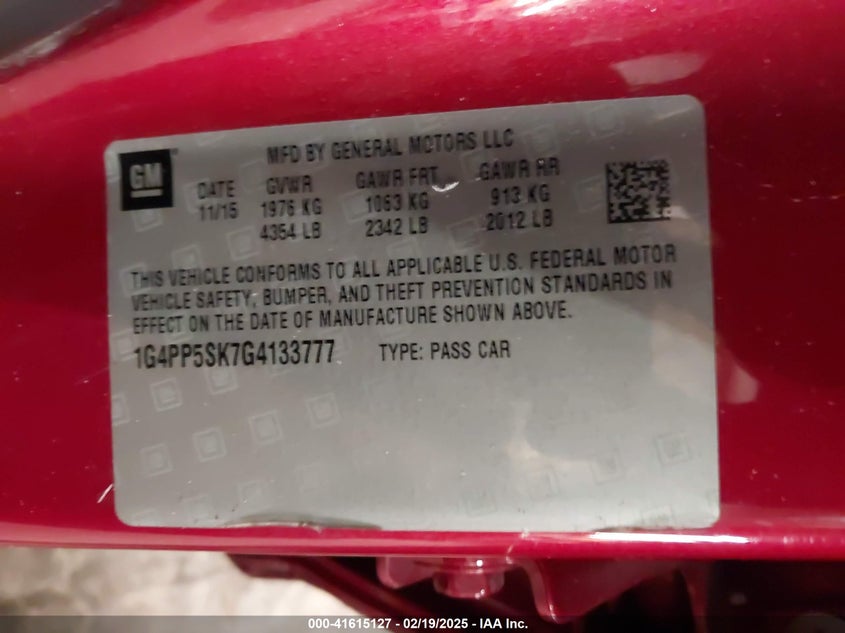 MFD BY GENERAL MOTORS LLC
GM
DATE GVWR GAWR FRT GAWR RR
11/15 1976 KG 1063 KG 913 KG
4354 LB 2342 LB 2012 LB
THIS VEHICLE CONFORMS TO ALL APPLICABLE U.S. FEDERAL MOTOR
VEHICLE SAFETY, BUMPER, AND THEFT PREVENTION STANDARDS IN
EFFECT ON THE DATE OF MANUFACTURE SHOWN ABOVE.
1G4PP5SK7G4133777 TYPE: PASS CAR
000-41615127 - 02/19/2025 - IAA Inc.